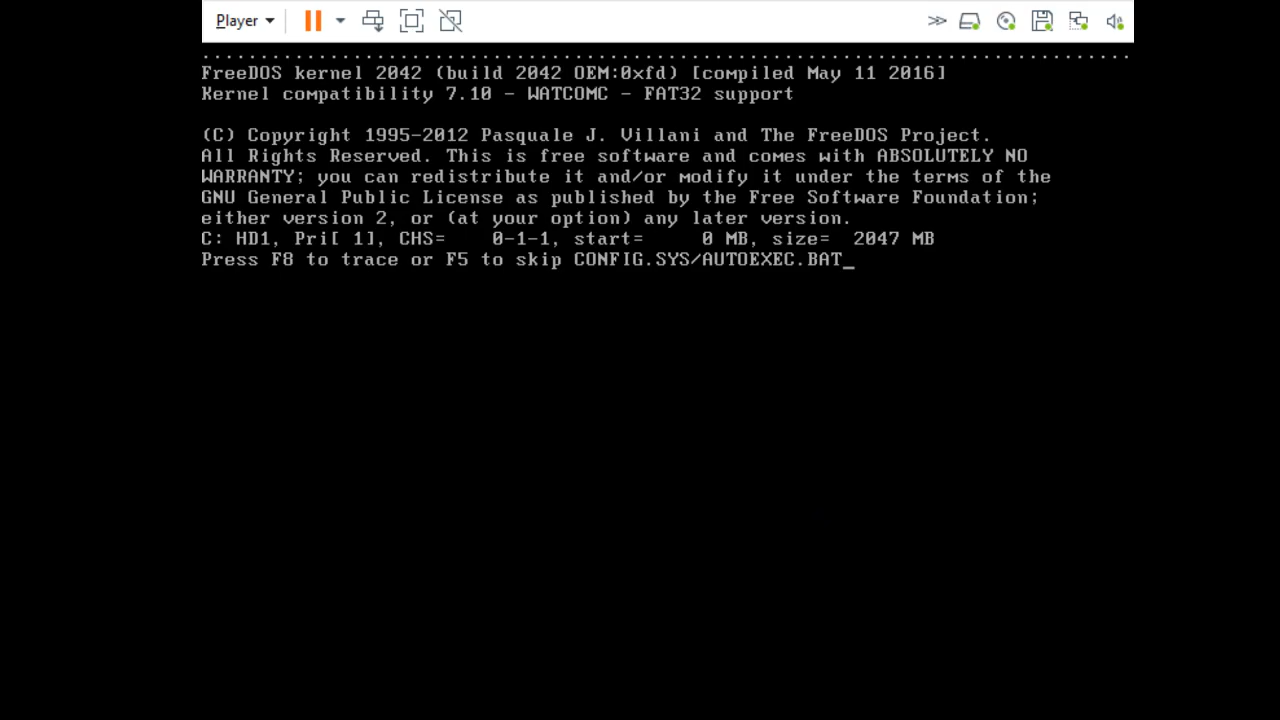 Player
FreeDOS kernel 2042 (build 2042 OEM:0xfd) [compiled May 11 2016]
Kernel compatibility 7.10 - WATCOMC - FAT32 support
(C) Copyright 1995-2012 Pasquale J. Villani and The FreeDOS Project.
All Rights Reserved. This is free software and comes with ABSOLUTELY NO
WARRANTY; you can redistribute it and/or modify it under the terms of the
GNU General Public License as published by the Free Software Foundation;
either version 2, or (at your option) any later version.
C: HD1, Pri[ 1], CHS=    0-1-1, start=     0 MB, size=  2047 MB
Press F8 to trace or F5 to skip CONFIG.SYS/AUTOEXEC.BAT_